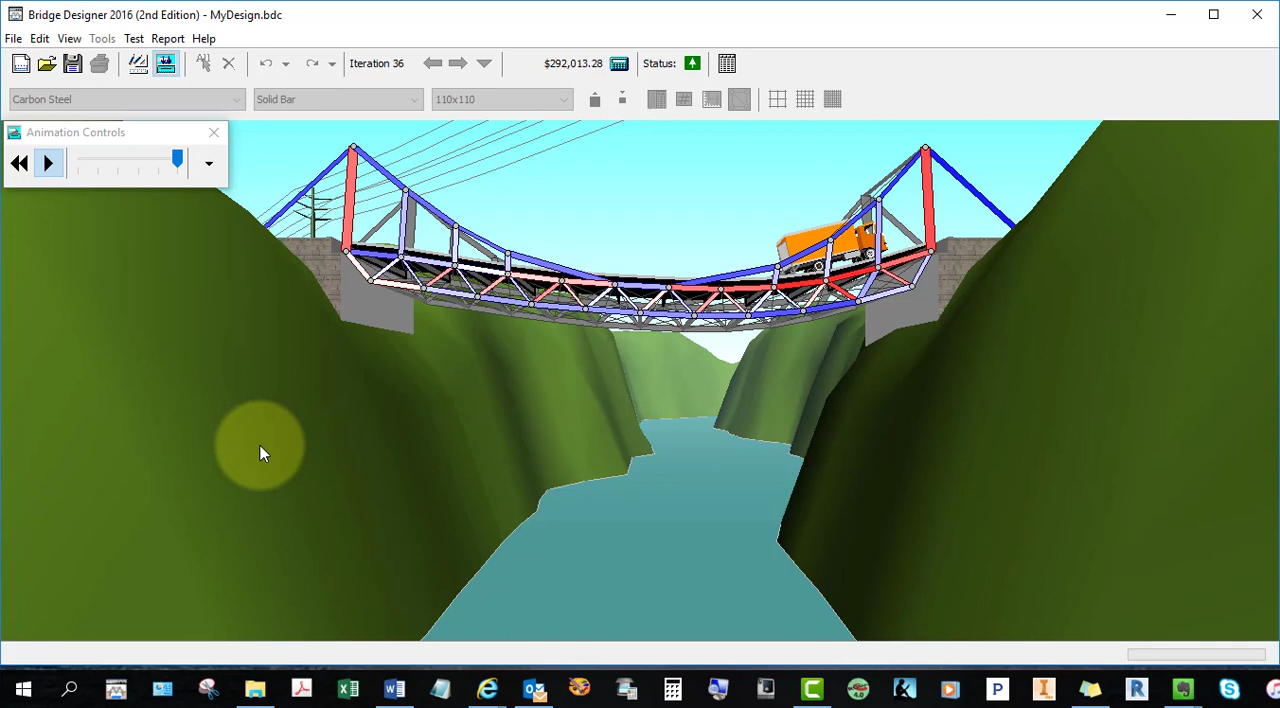 Bridge Designer 2016 (2nd Edition) - MyDesign.bdc
File Edit View Tools Test Report Help
All Iteration 36 $292,013.28 Status:
Carbon Steel Solid Bar 110x110
Animation Controls